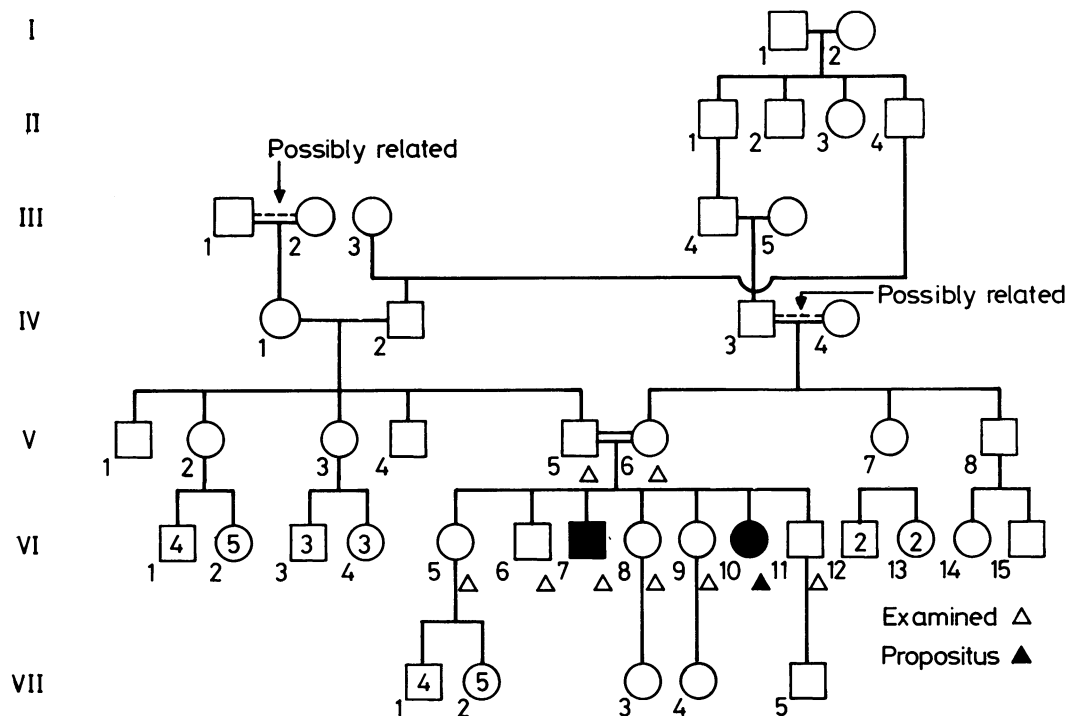 I
1 2
II
1 2 3 4
Possibly related
III
1 2 3 4 5
Possibly related
IV
1 2 3 4
V
1 2 3 4 5 6 7 8
4 5 3 3 2 2
VI
1 2 3 4 5 6 7 8 9 10 11 12 13 14 15
Examined
4 5
Propositus
VII
1 2 3 4 5